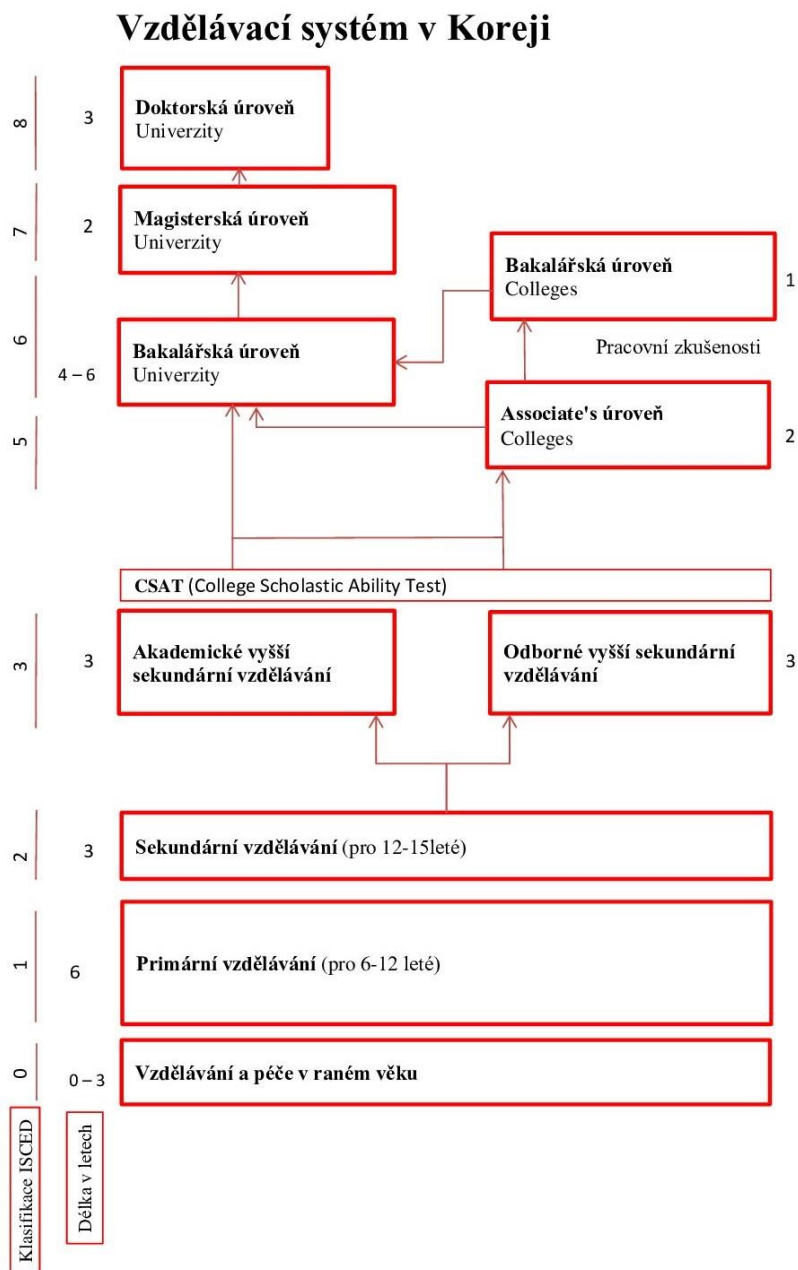 Vzdělávací systém v Koreji
8
3
Doktorská úroveň
Univerzity
7
2
Magisterská úroveň
Univerzity
Bakalářská úroveň
Colleges
1
6
4 – 6
Bakalářská úroveň
Univerzity
Pracovní zkušenosti
5
Associate's úroveň
Colleges
2
CSAT (College Scholastic Ability Test)
3
3
Akademické vyšší
sekundární vzdělávání
Odborné vyšší sekundární
vzdělávání
3
2
3
Sekundární vzdělávání (pro 12-15leté)
1
6
Primární vzdělávání (pro 6-12 leté)
0
0 – 3
Vzdělávání a péče v raném věku
Klasifikace ISCED
Délka v letech